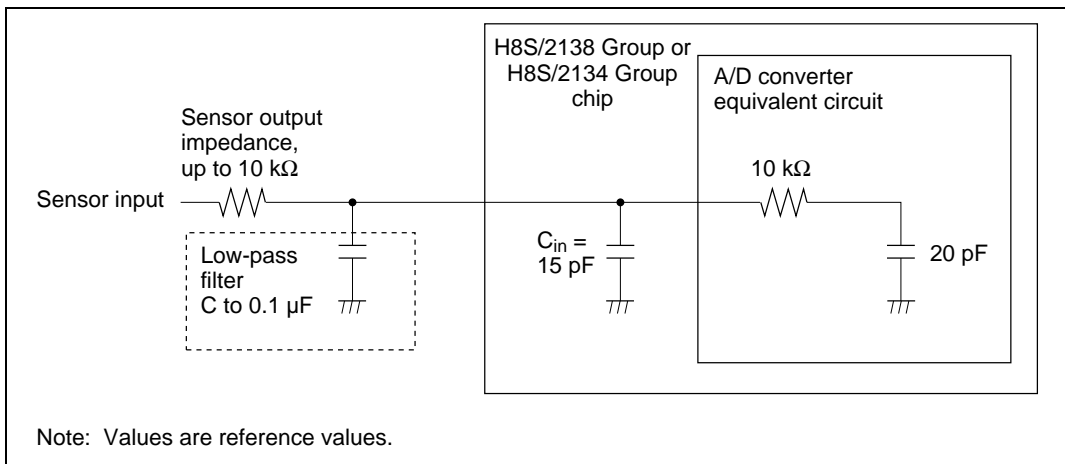 H8S/2138 Group or
H8S/2134 Group
chip
A/D converter
equivalent circuit
Sensor output
impedance,
up to 10 kΩ
10 kΩ
Sensor input
Low-pass
filter
C to 0.1 µF
Cin =
15 pF
20 pF
Note: Values are reference values.